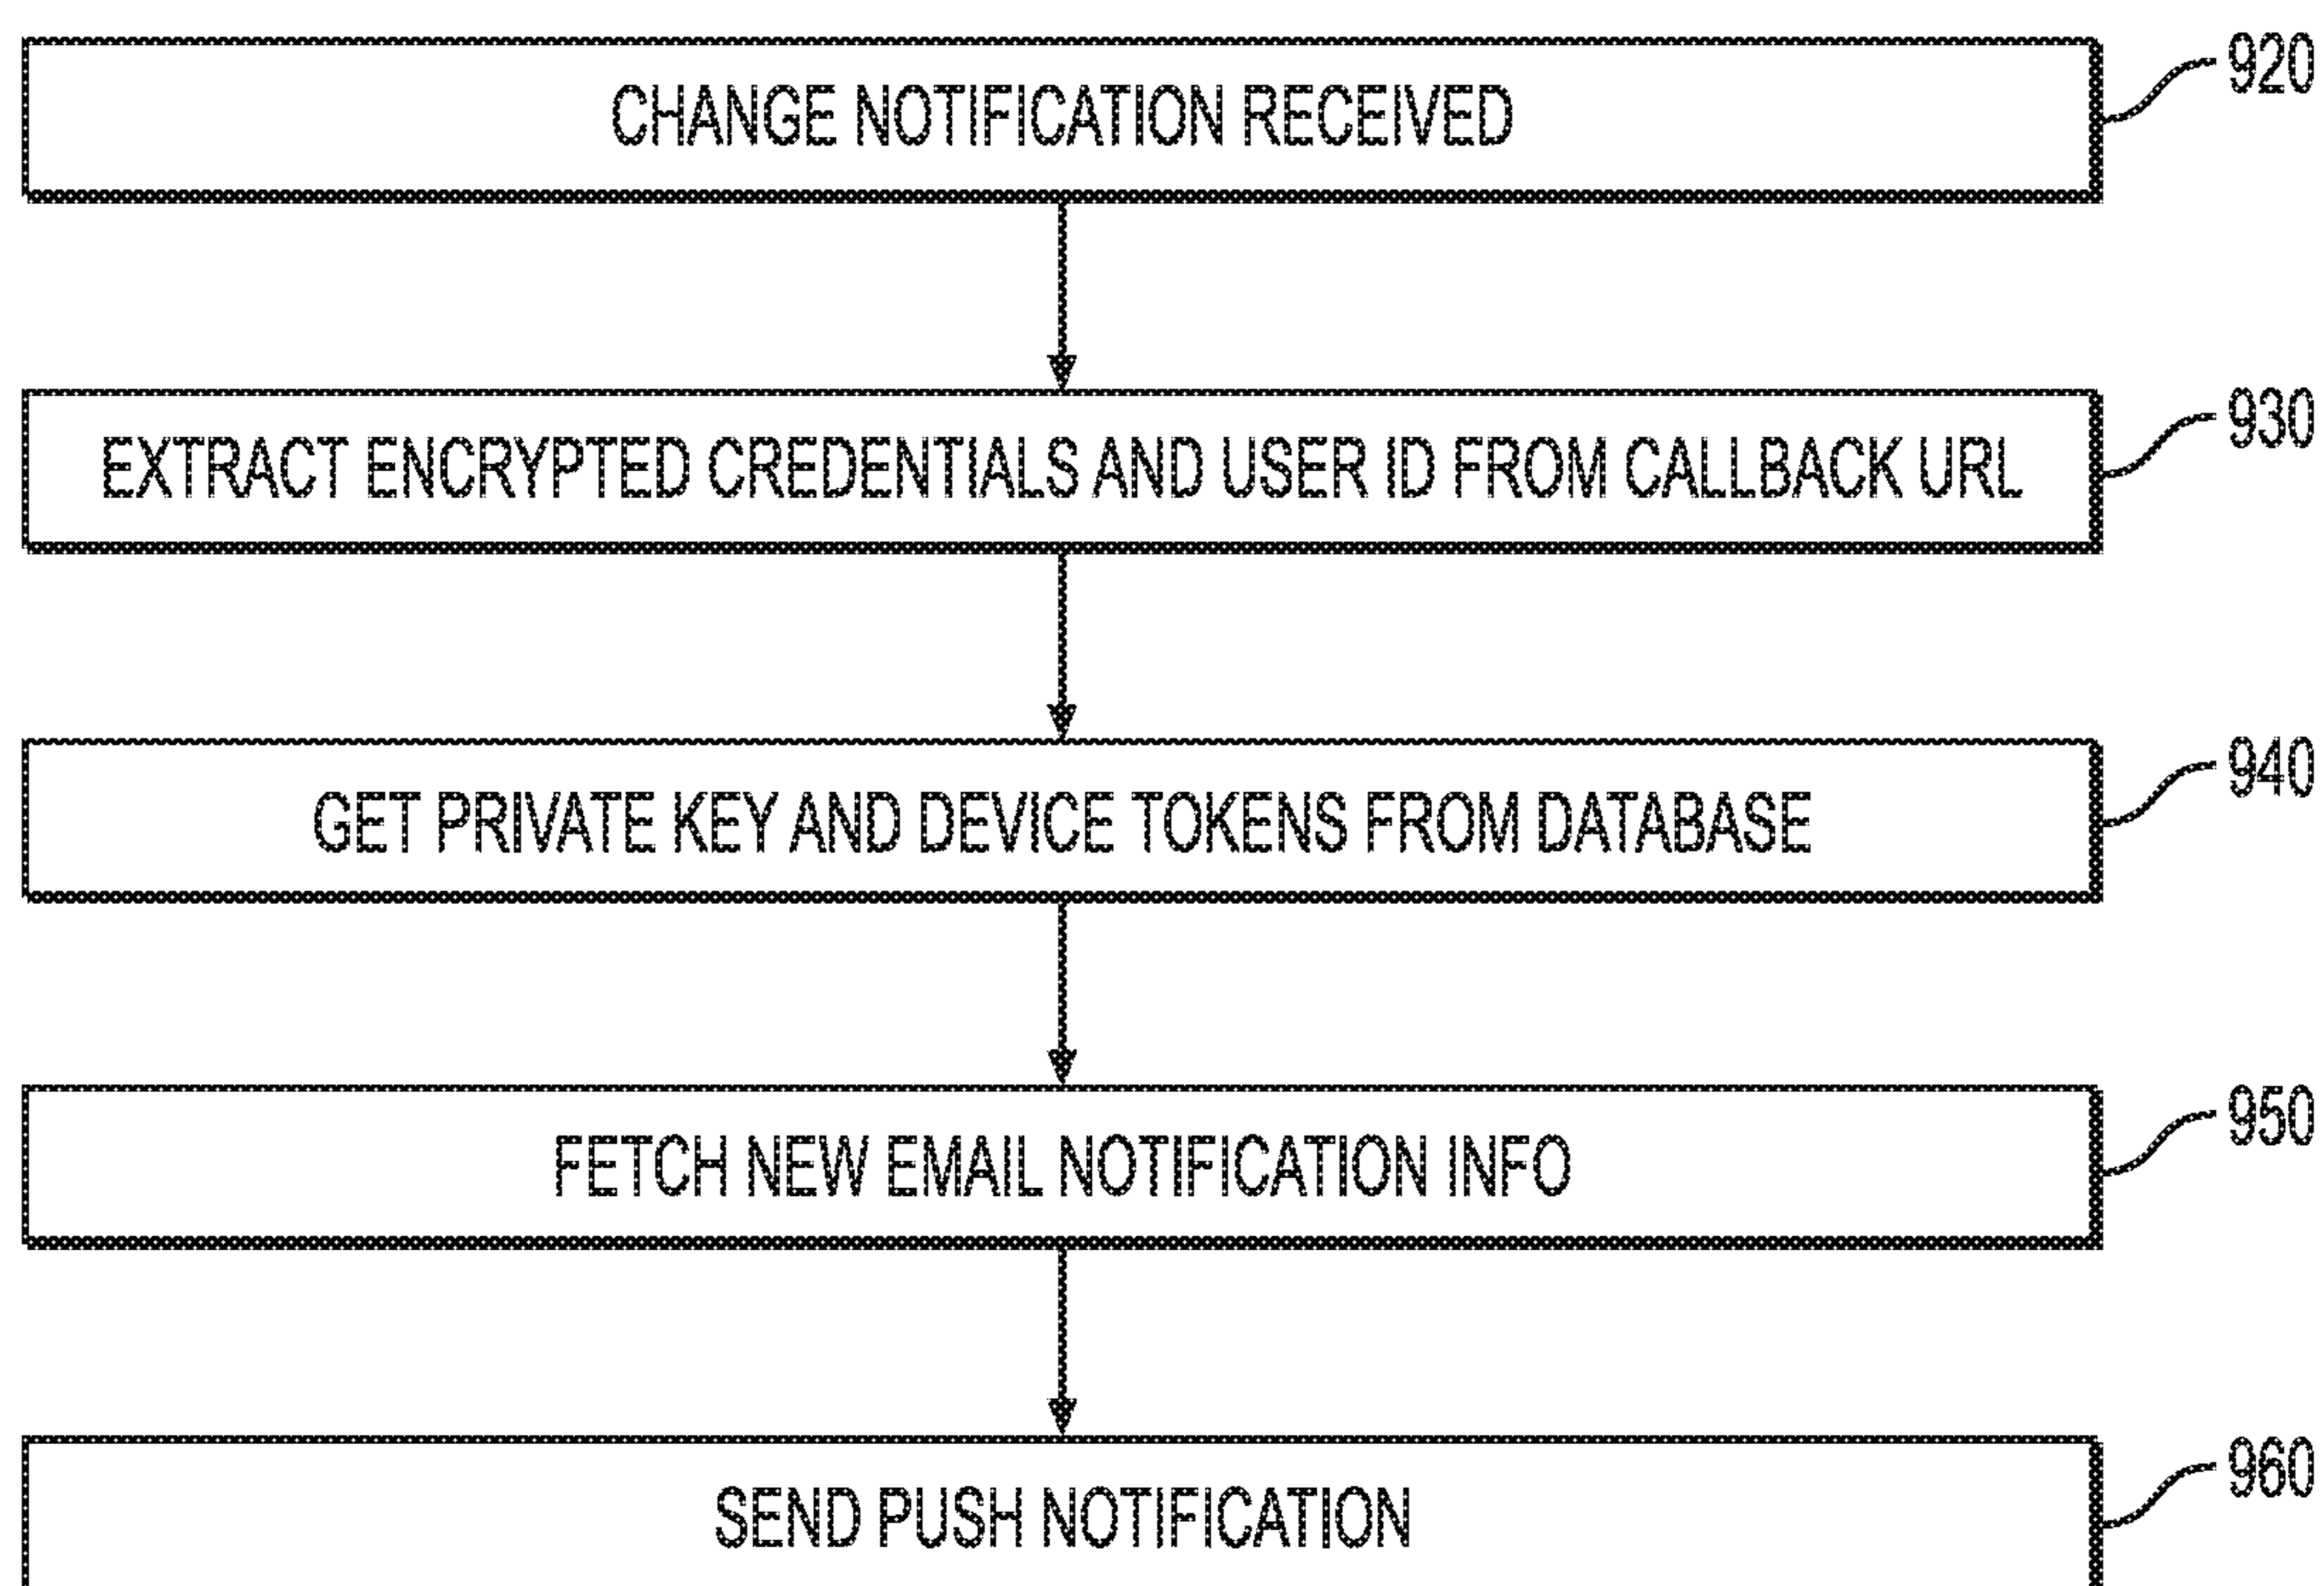 CHANGE NOTIFICATION RECEIVED
920
EXTRACT ENCRYPTED CREDENTIALS AND USER ID FROM CALLBACK URL
930
GET PRIVATE KEY AND DEVICE TOKENS FROM DATABASE
940
FETCH NEW EMAIL NOTIFICATION INFO
950
SEND PUSH NOTIFICATION
960